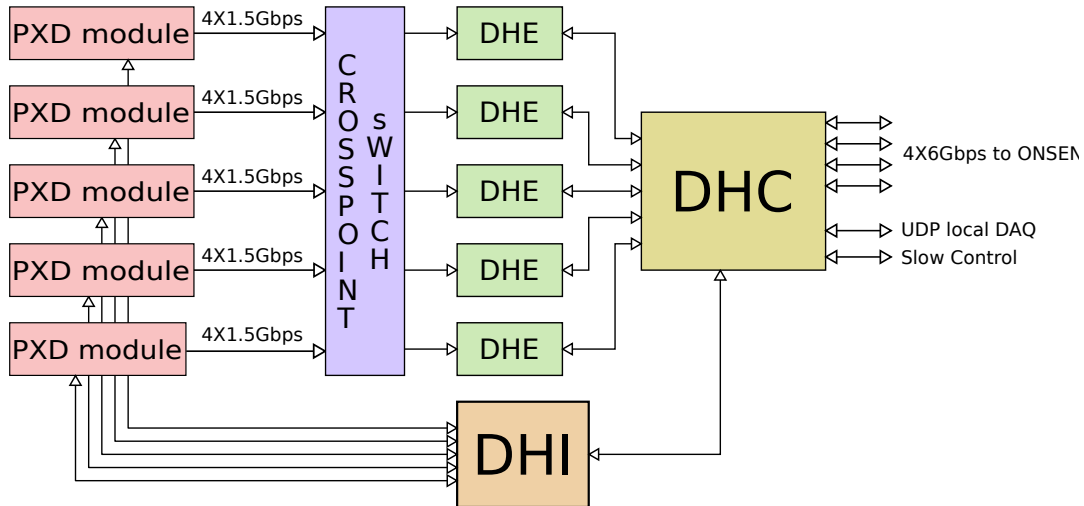 PXD module
4X1.5Gbps
PXD module
4X1.5Gbps
PXD module
4X1.5Gbps
PXD module
4X1.5Gbps
PXD module
4X1.5Gbps
CROSSPOINT
sWITCH
DHE
DHE
DHE
DHE
DHE
DHC
4X6Gbps to ONSEN
UDP local DAQ
Slow Control
DHI